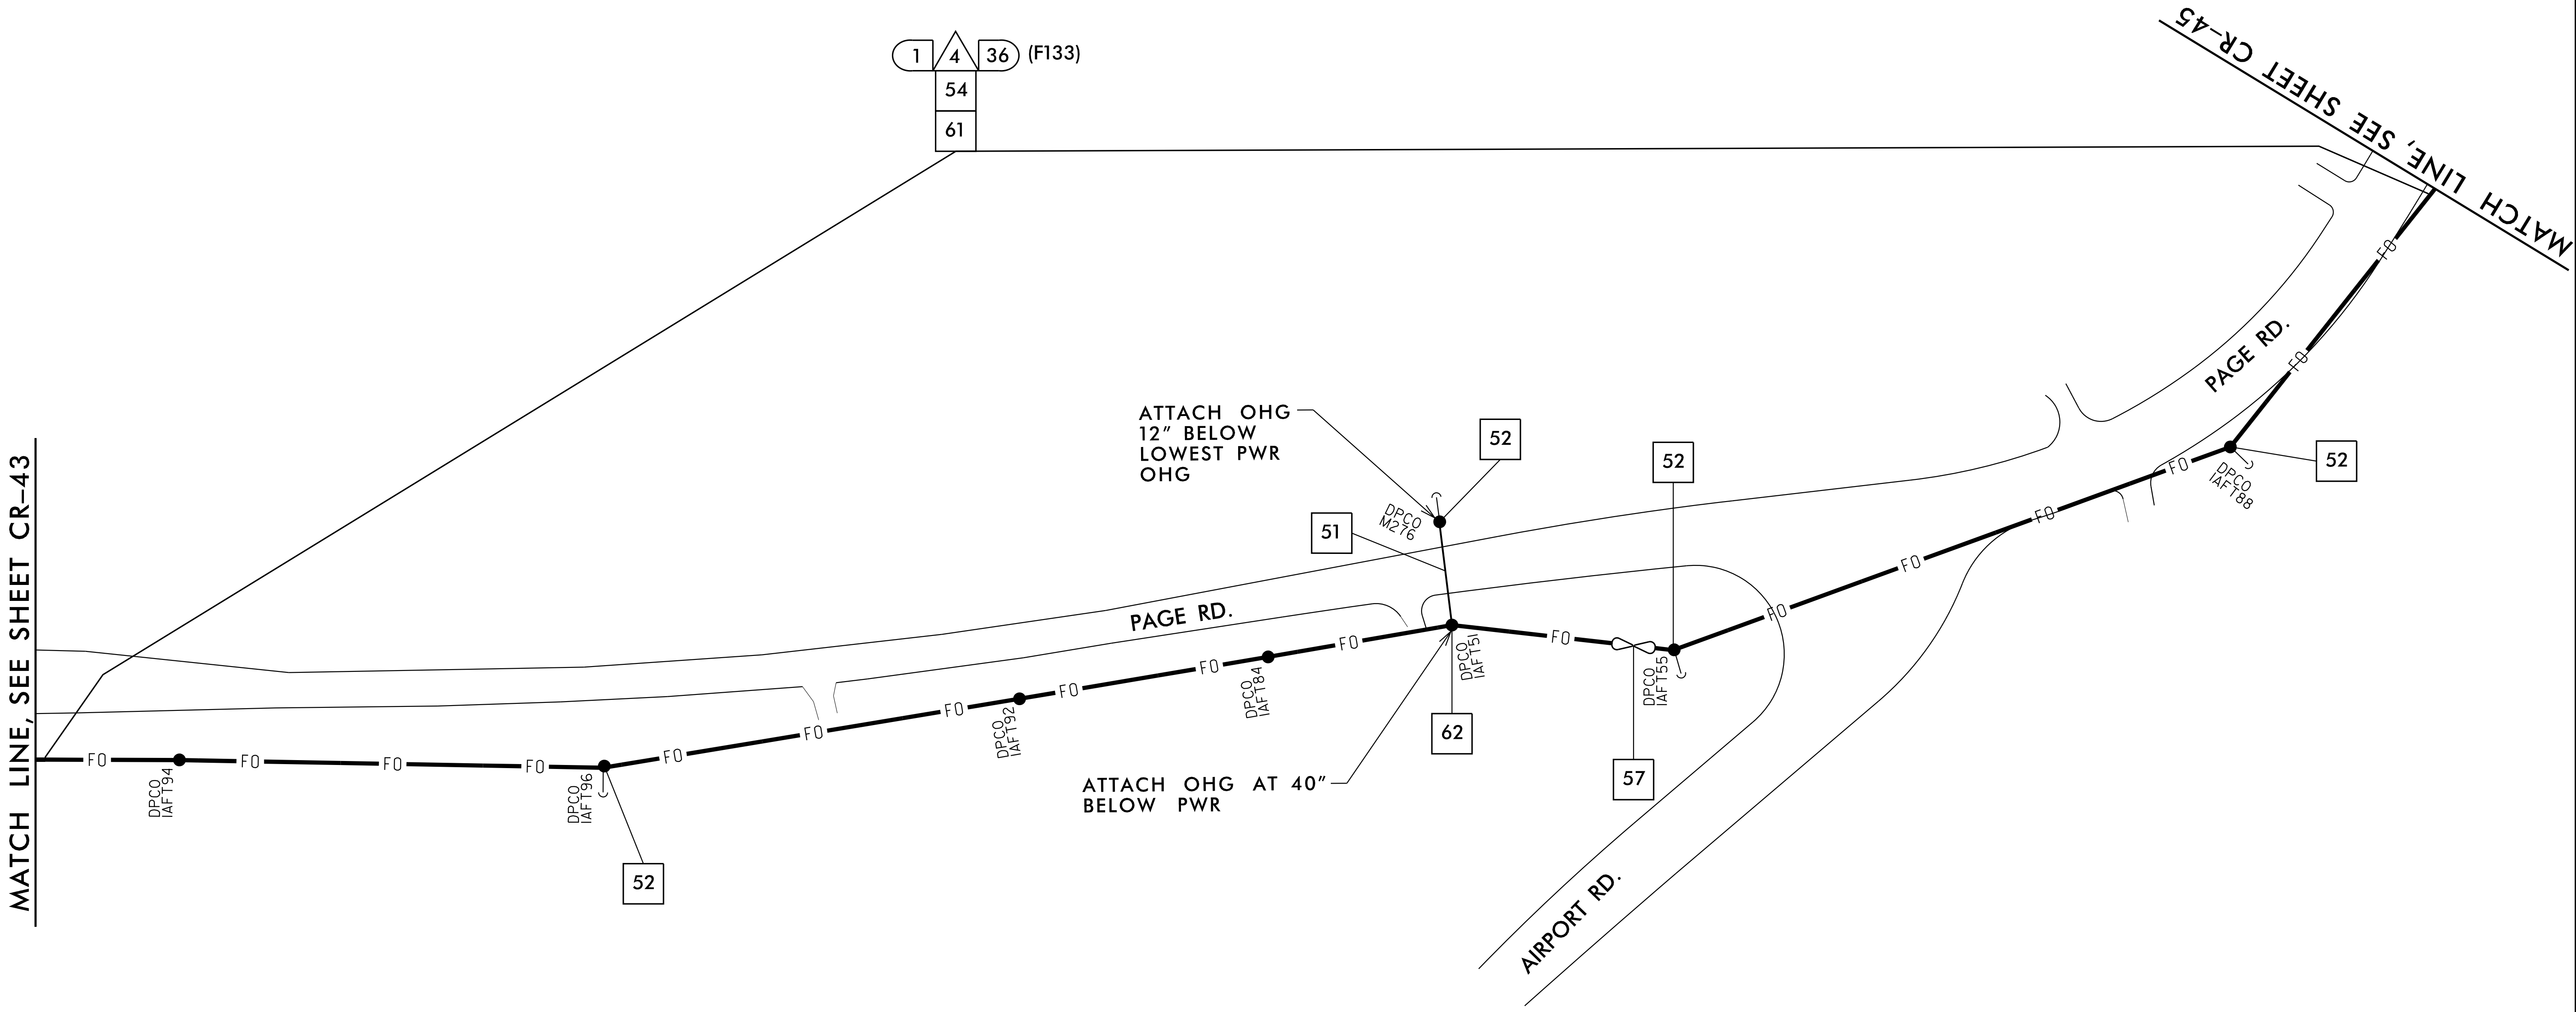 MATCH LINE, SEE SHEET CR-45
1 4 36 (F133)
54
61
PAGE RD.
FO
FO
ATTACH OHG
12" BELOW
LOWEST PWR
OHG
52
52
52
DPCO
M276
51
DPCO
IAFT88
FO
FO
FO
FO
MATCH LINE, SEE SHEET CR-43
PAGE RD.
FO
FO
FO
FO
FO
FO
FO
FO
FO
FO
FO
DPCO
IAFT94
DPCO
IAFT96
DPCO
IAFT92
DPCO
IAFT84
DPCO
IAFT51
DPCO
IAFT55
62
57
ATTACH OHG AT 40"
BELOW PWR
52
AIRPORT RD.